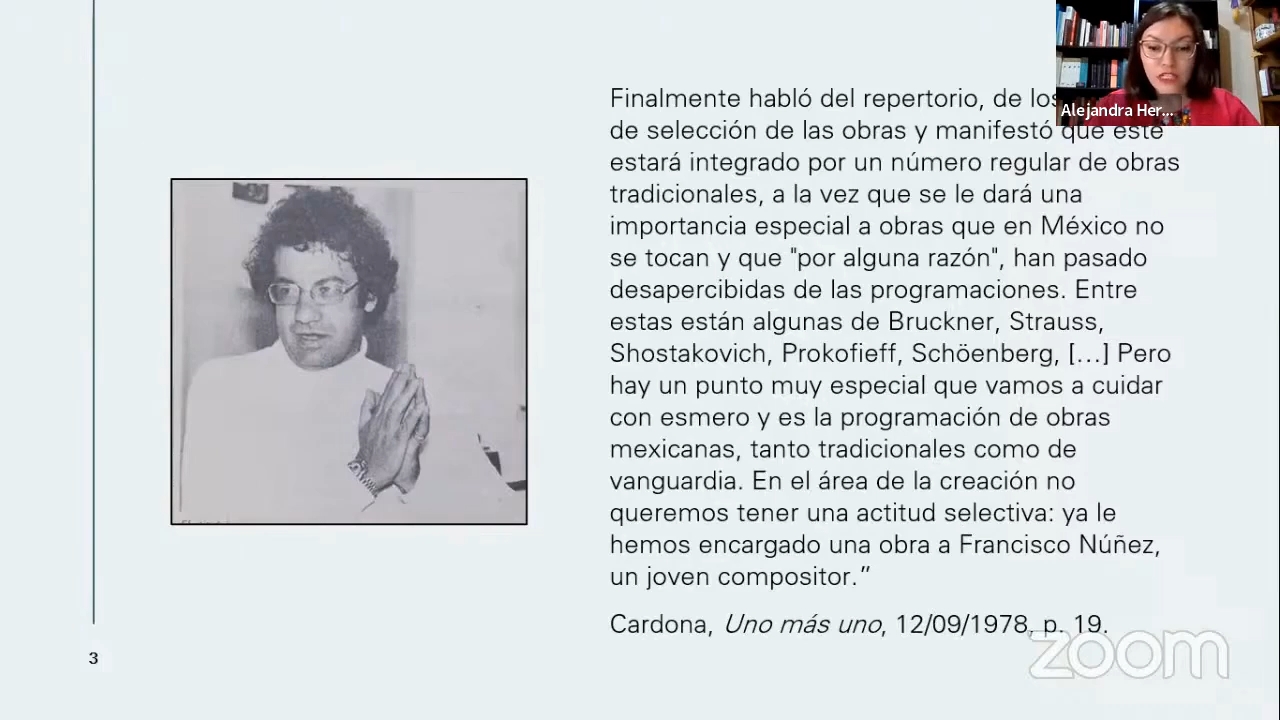 Finalmente habló del repertorio, de los
de selección de las obras y manifestó que este
estará integrado por un número regular de obras
tradicionales, a la vez que se le dará una
importancia especial a obras que en México no
se tocan y que "por alguna razón", han pasado
desapercibidas de las programaciones. Entre
estas están algunas de Bruckner, Strauss,
Shostakovich, Prokofieff, Schöenberg, [...] Pero
hay un punto muy especial que vamos a cuidar
con esmero y es la programación de obras
mexicanas, tanto tradicionales como de
vanguardia. En el área de la creación no
queremos tener una actitud selectiva: ya le
hemos encargado una obra a Francisco Núñez,
un joven compositor.”
Cardona, Uno más uno, 12/09/1978, p. 19.
3
Alejandra Her...
zoom